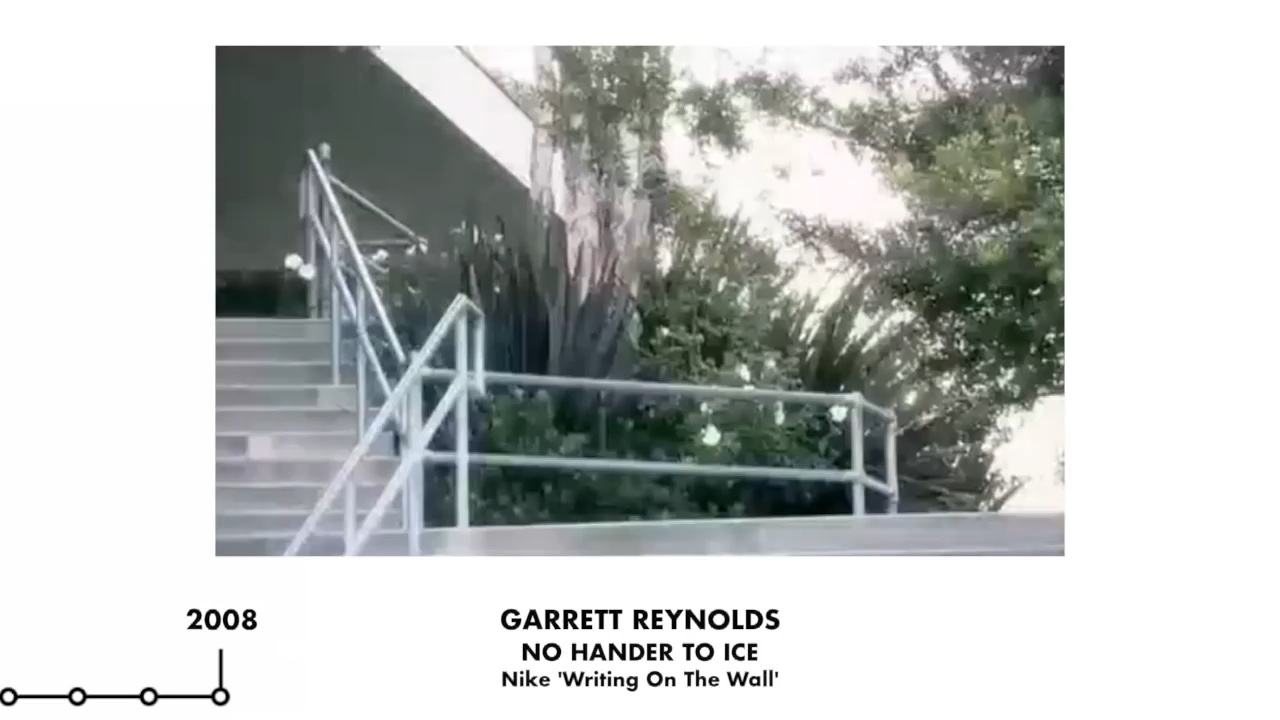 2008
GARRETT REYNOLDS
NO HANDER TO ICE
Nike 'Writing On The Wall'